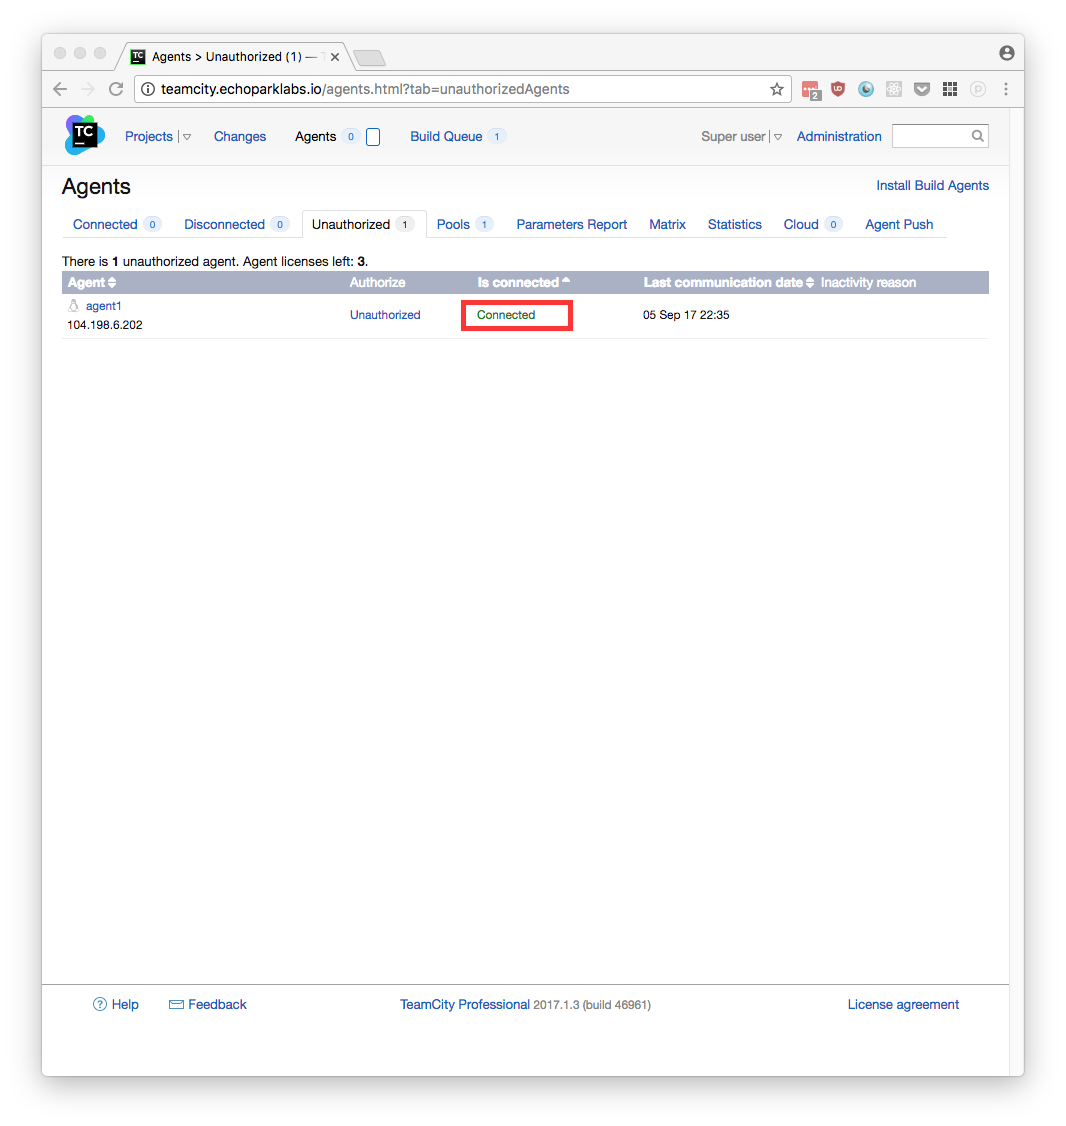 TC Agents > Unauthorized (1) —
teamcity.echoparklabs.io/agents.html?tab=unauthorizedAgents
2 UD P
TC Projects Changes Agents 0 Build Queue 1 Super user Administration
Agents Install Build Agents
Connected 0 Disconnected 0 Unauthorized 1 Pools 1 Parameters Report Matrix Statistics Cloud 0 Agent Push
There is 1 unauthorized agent. Agent licenses left: 3.
Agent Authorize Is connected Last communication date Inactivity reason
agent1
Unauthorized Connected 05 Sep 17 22:35
104.198.6.202
? Help Feedback TeamCity Professional 2017.1.3 (build 46961) License agreement